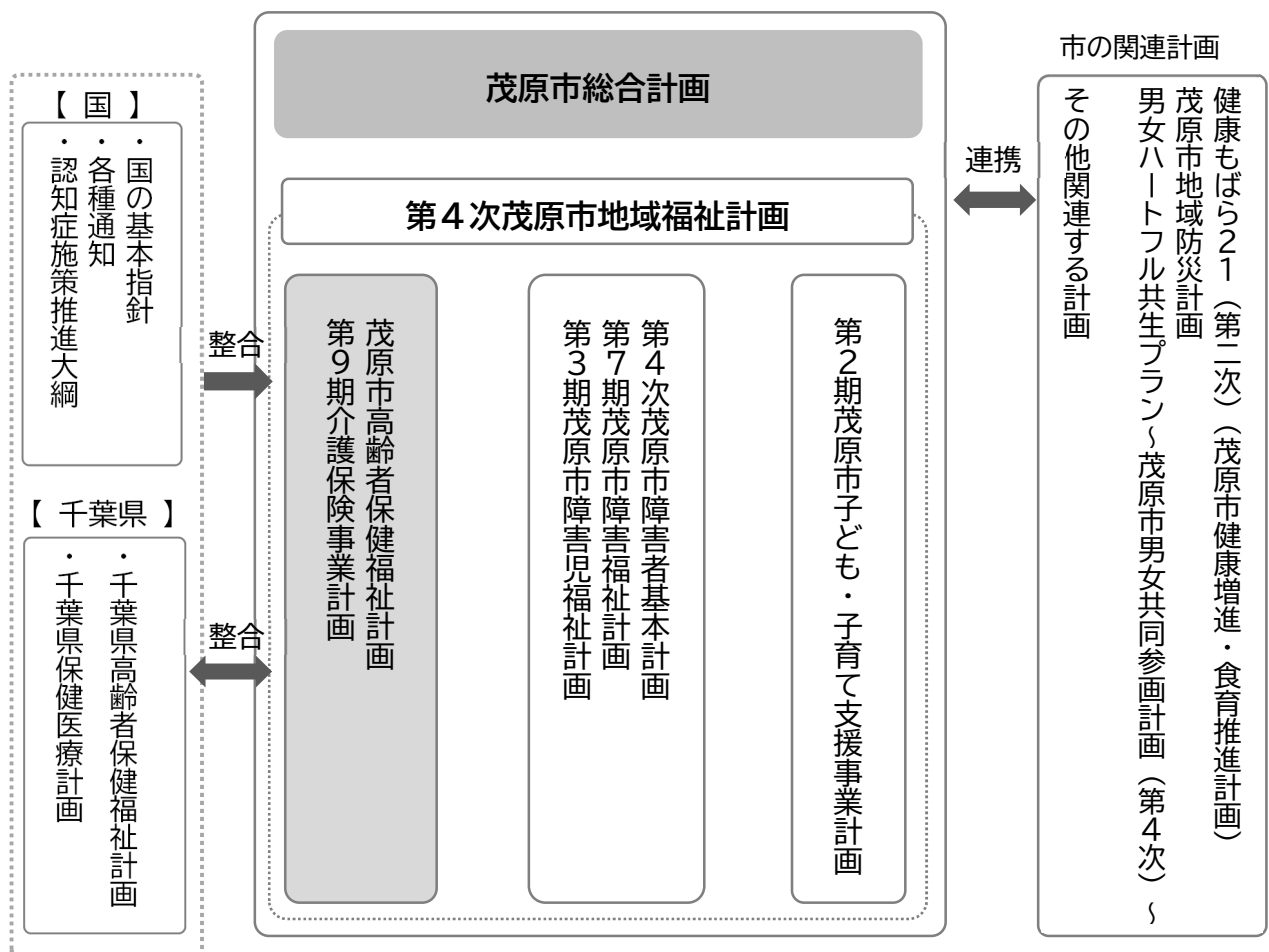 市の関連計画
茂原市総合計画
【 国 】
・国の基本指針
・各種通知
・認知症施策推進大綱
健康もばら２１（第二次）（茂原市健康増進・食育推進計画）
茂原市地域防災計画
男女ハートフル共生プラン～茂原市男女共同参画計画（第４次）～
その他関連する計画
連携
第４次茂原市地域福祉計画
整合
茂原市高齢者保健福祉計画
第９期介護保険事業計画
第４次茂原市障害者基本計画
第７期茂原市障害福祉計画
第３期茂原市障害児福祉計画
第２期茂原市子ども・子育て支援事業計画
【 千葉県 】
・千葉県高齢者保健福祉計画
・千葉県保健医療計画
整合